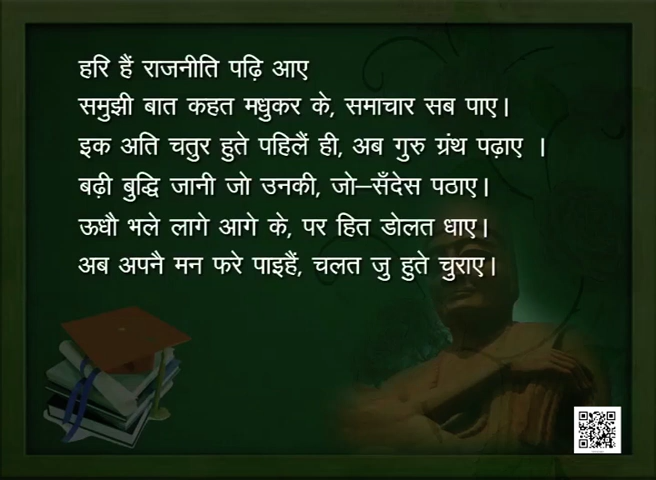 हरि हैं राजनीति पढ़ि आए
समुझी बात कहत मधुकर के, समाचार सब पाए।
इक अति चतुर हुते पहिलैं ही, अब गुरु ग्रंथ पढ़ाए ।
बढ़ी बुद्धि जानी जो उनकी, जो–सँदेस पठाए।
ऊधौ भले लागे आगे के, पर हित डोलत धाए।
अब अपनै मन फरे पाइहैं, चलत जु हुते चुराए।